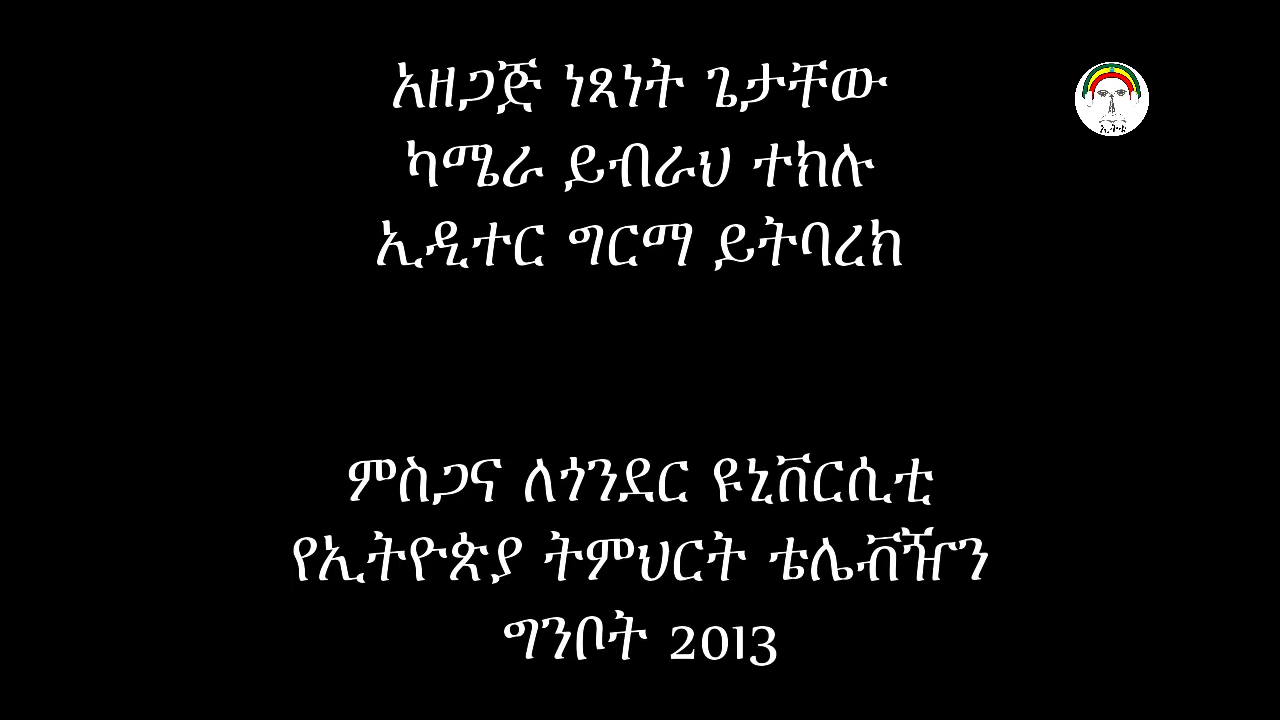 አዘጋጅ ነጻነት ጌታቸው
ካሜራ ይብራህ ተክሉ
ኢዲተር ግርማ ይትባረክ
ምስጋና ለጎንደር ዩኒቨርሲቲ
የኢትዮጵያ ትምህርት ቴሌቭዥን
ግንቦት 2013